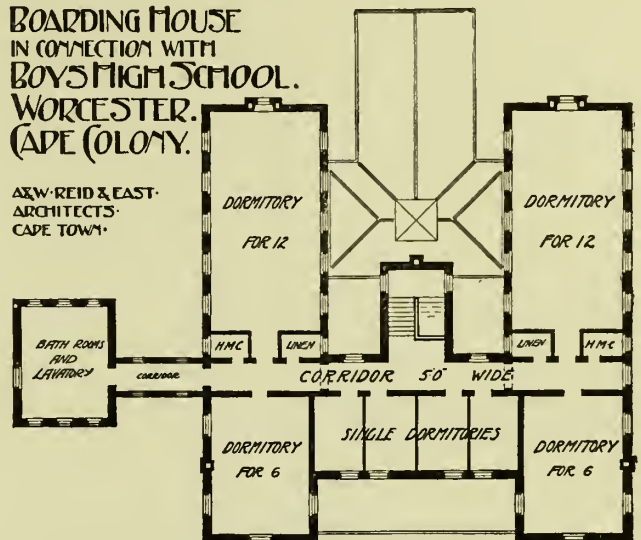 BOARDING HOUSE
IN CONNECTION WITH
BOYS HIGH SCHOOL.
WORCESTER.
CAPE COLONY.
A&W·REID & EAST·
ARCHITECTS·
CAPE TOWN·
DORMITORY
FOR 12
DORMITORY
FOR 12
BATH ROOMS
AND
LAVATORY
H·M·C
LINEN
LINEN
H·M·C
CORRIDOR
CORRIDOR 5·0" WIDE
DORMITORY
FOR 6
SINGLE DORMITORIES
DORMITORY
FOR 6